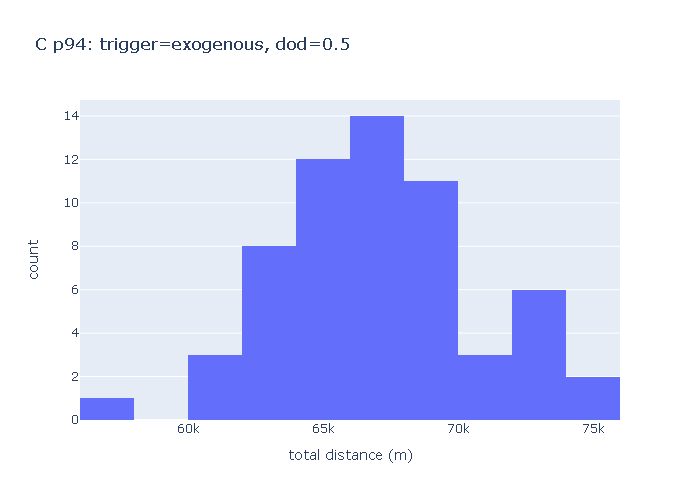 C p94: trigger=exogenous, dod=0.5
14
12
10
8
6
4
2
0
count
60k
65k
70k
75k
total distance (m)